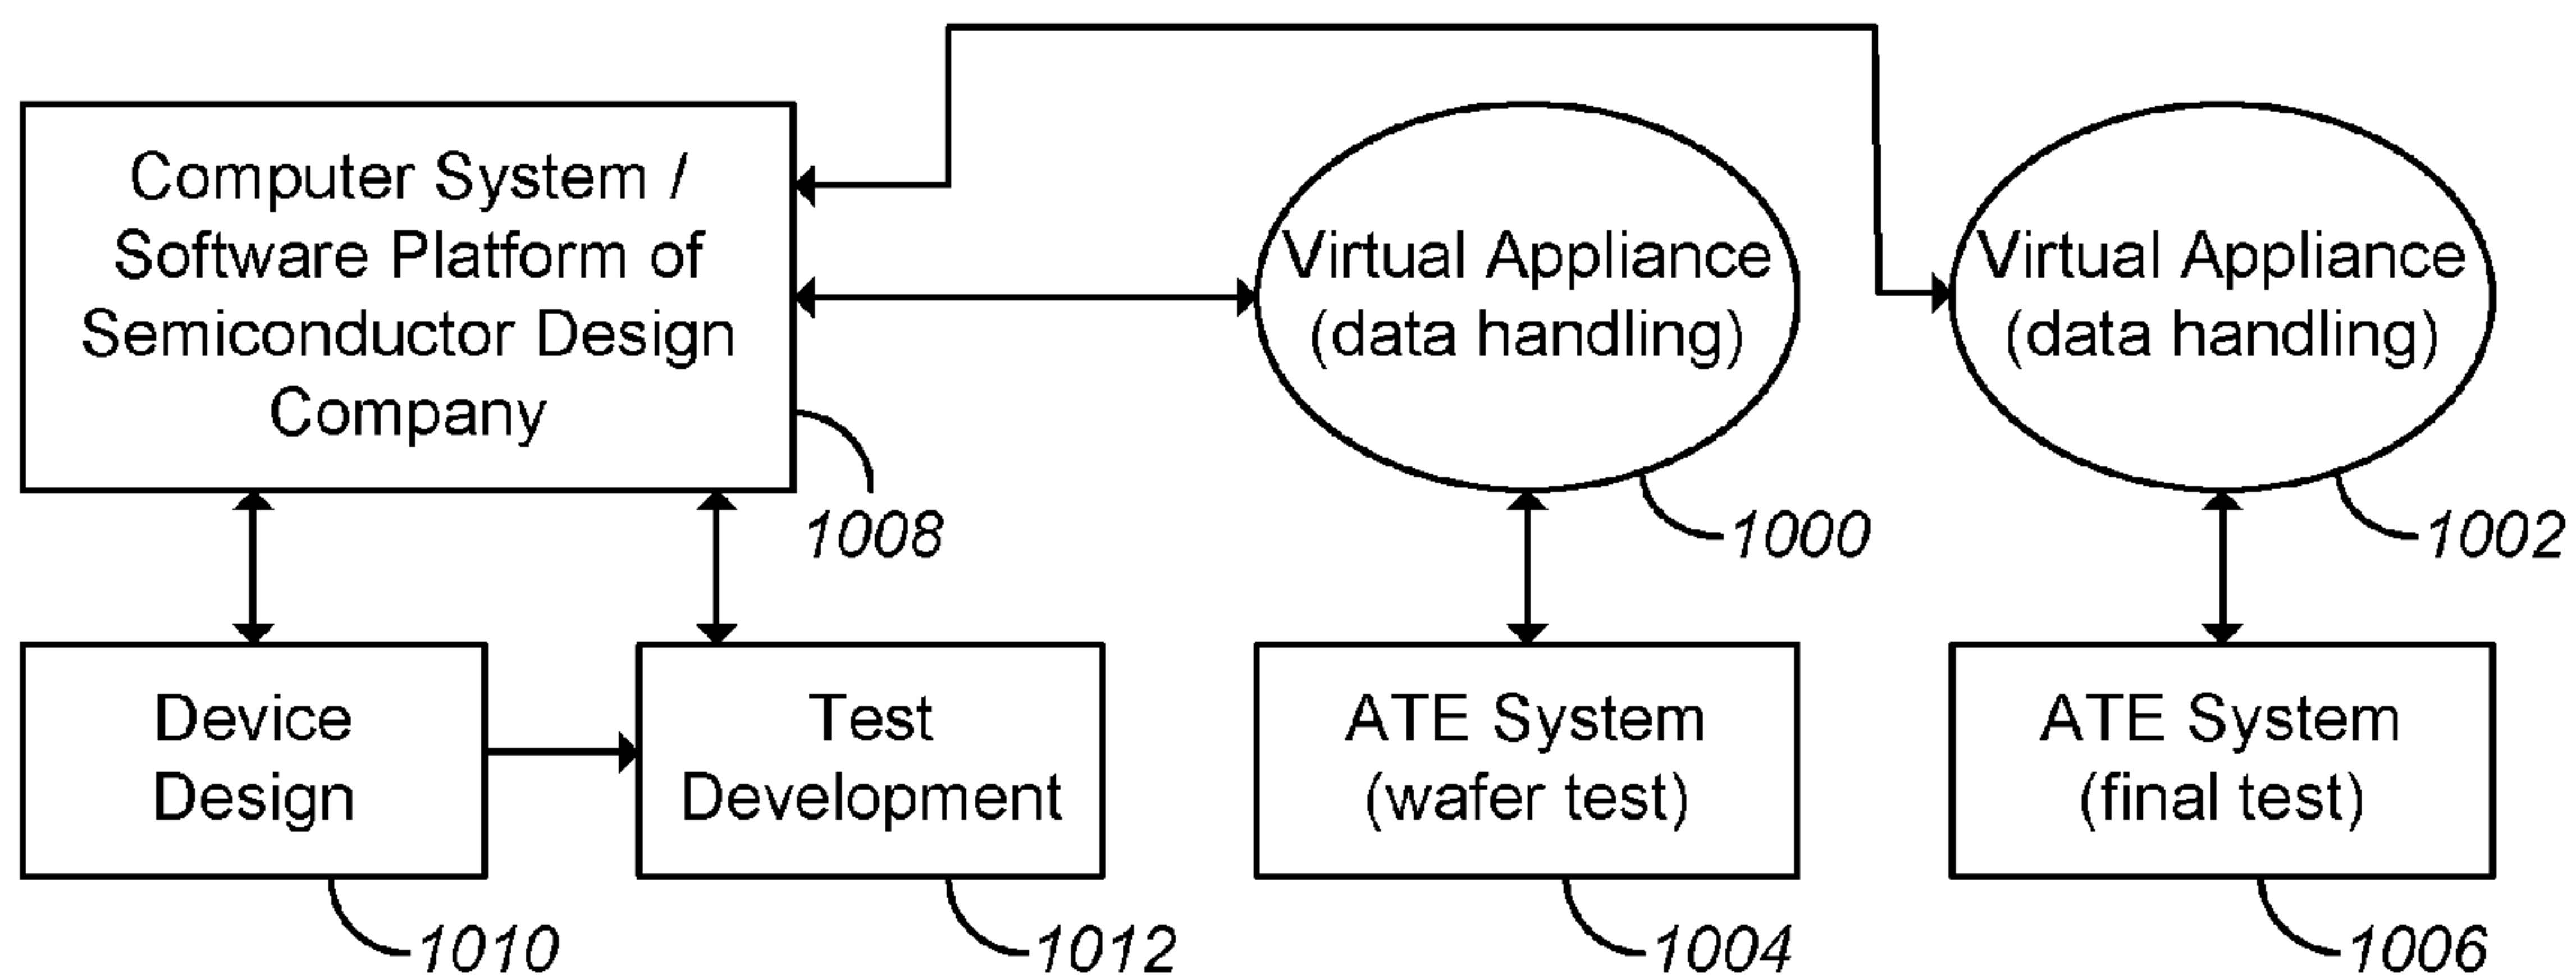 Computer System /
Software Platform of
Semiconductor Design
Company
1008
Virtual Appliance
(data handling)
1000
Virtual Appliance
(data handling)
1002
Device
Design
1010
Test
Development
1012
ATE System
(wafer test)
1004
ATE System
(final test)
1006